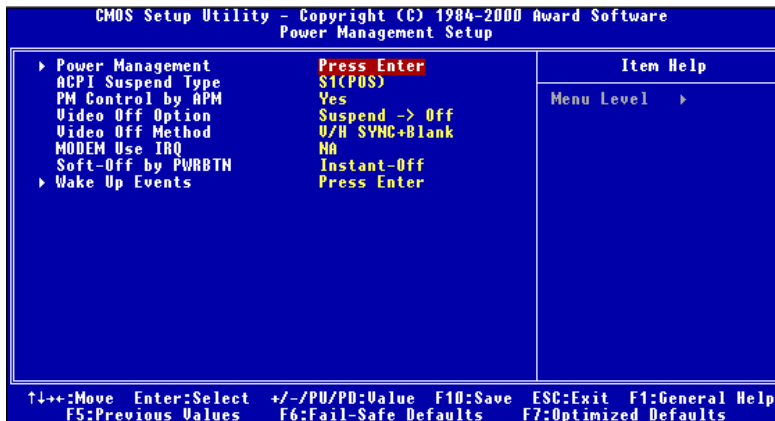 CMOS Setup Utility - Copyright (C) 1984-2000 Award Software
Power Management Setup
▸ Power Management Press Enter
ACPI Suspend Type S1(POS)
PM Control by APM Yes
Video Off Option Suspend -> Off
Video Off Method V/H SYNC+Blank
MODEM Use IRQ NA
Soft-Off by PWRBTN Instant-Off
▸ Wake Up Events Press Enter
Item Help
Menu Level ▸
↑↓→←:Move Enter:Select +/-/PU/PD:Value F10:Save ESC:Exit F1:General Help
F5:Previous Values F6:Fail-Safe Defaults F7:Optimized Defaults